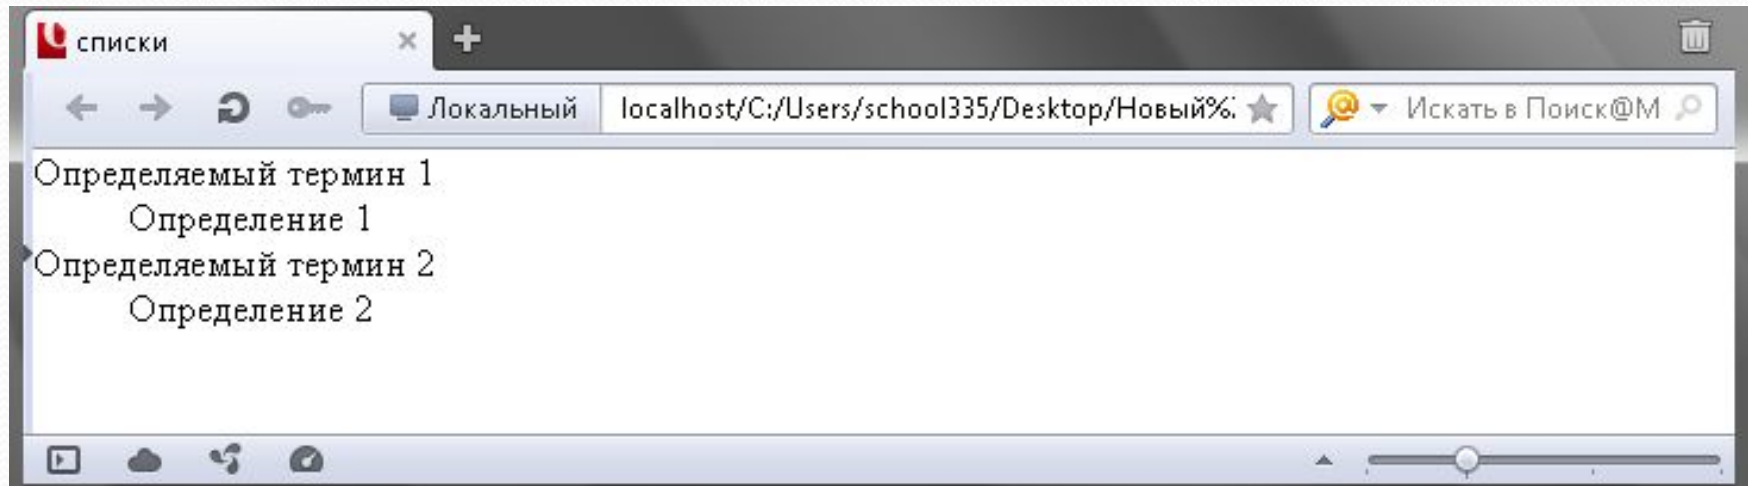 списки
Локальный localhost/C:/Users/school335/Desktop/Новый%2 Искать в Поиск@M
Определяемый термин 1
Определение 1
Определяемый термин 2
Определение 2